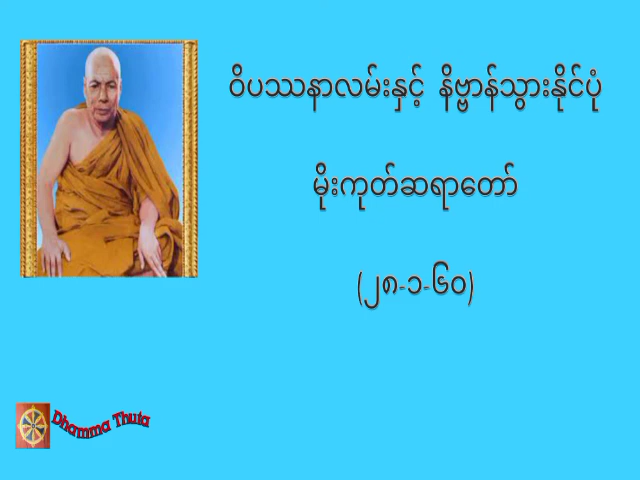 ဝိပဿနာလမ်းနှင့် နိဗ္ဗာန်သွားနိုင်ပုံ
မိုးကုတ်ဆရာတော်
(၂၈-၁-၆၀)
Dhamma Thuta